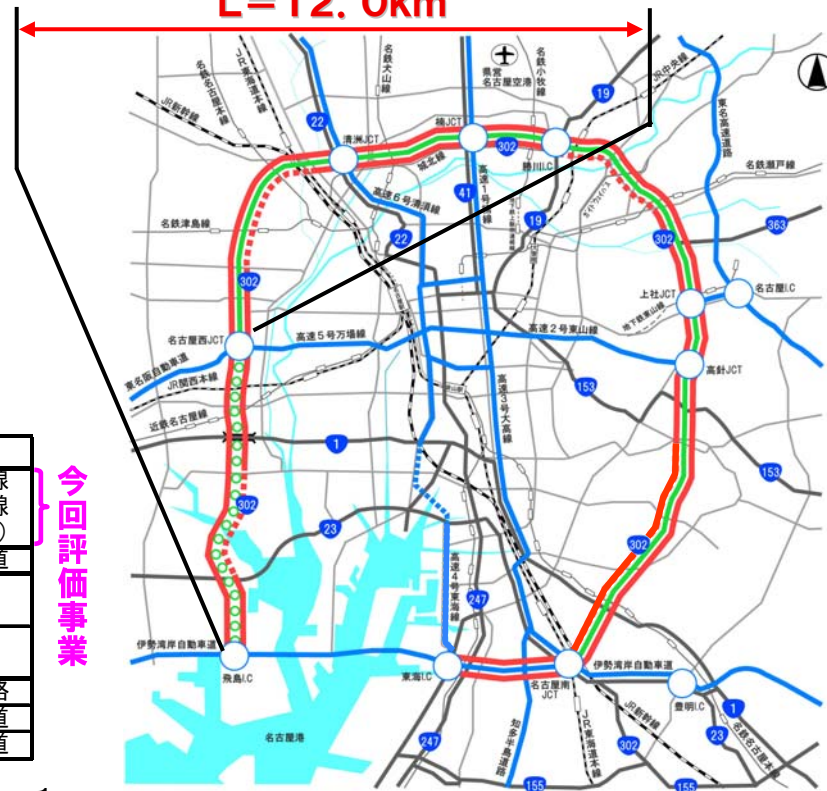 L=12.0km
名鉄犬山線
県営
名古屋空港
名鉄小牧線
JR中央線
JR東海道本線
名鉄名古屋本線
JR新幹線
東名高速道路
19
22
清洲JCT
楠JCT
302
勝川I.C
城北線
名鉄瀬戸線
高速6号清須線
41
高速1号楠線
19
22
名鉄津島線
302
363
302
上社JCT
名古屋I.C
地下鉄東山線
名古屋西JCT
高速5号万場線
高速2号東山線
高針JCT
東名阪自動車道
JR関西本線
近鉄名古屋線
153
高速3号大高線
1
153
302
23
302
線
線
)
道
今回評価事業
路
道
道
247
高速4号東海線
伊勢湾岸自動車道
飛島I.C
東海I.C
名古屋南
JCT
伊勢湾岸自動車道
豊明I.C
JR新幹線
1
名古屋港
247
知多半島道路
JR東海道本線
302
23
名鉄名古屋本線
155
155